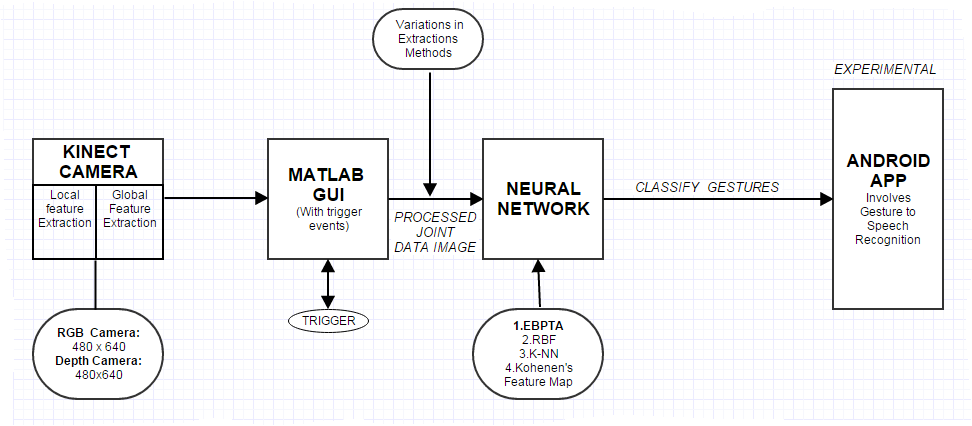 Variations in
Extractions
Methods
EXPERIMENTAL
KINECT
CAMERA
Local
feature
Extraction
Global
Feature
Extraction
MATLAB
GUI
(With trigger
events)
PROCESSED
JOINT
DATA IMAGE
NEURAL
NETWORK
CLASSIFY GESTURES
ANDROID
APP
Involves
Gesture to
Speech
Recognition
RGB Camera:
480 x 640
Depth Camera:
480x640
TRIGGER
1.EBPTA
2.RBF
3.K-NN
4.Kohenen's
Feature Map